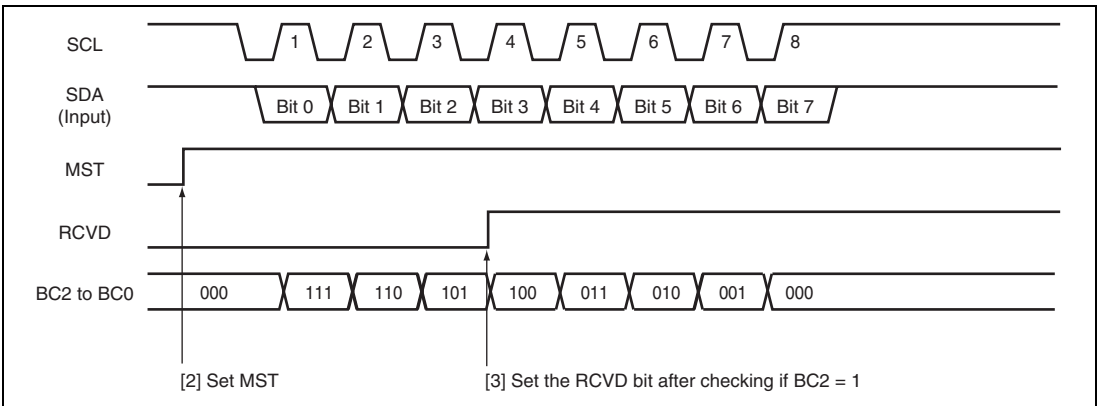 SCL 1 2 3 4 5 6 7 8
SDA
(Input)
Bit 0 Bit 1 Bit 2 Bit 3 Bit 4 Bit 5 Bit 6 Bit 7
MST
RCVD
BC2 to BC0 000 111 110 101 100 011 010 001 000
[2] Set MST [3] Set the RCVD bit after checking if BC2 = 1